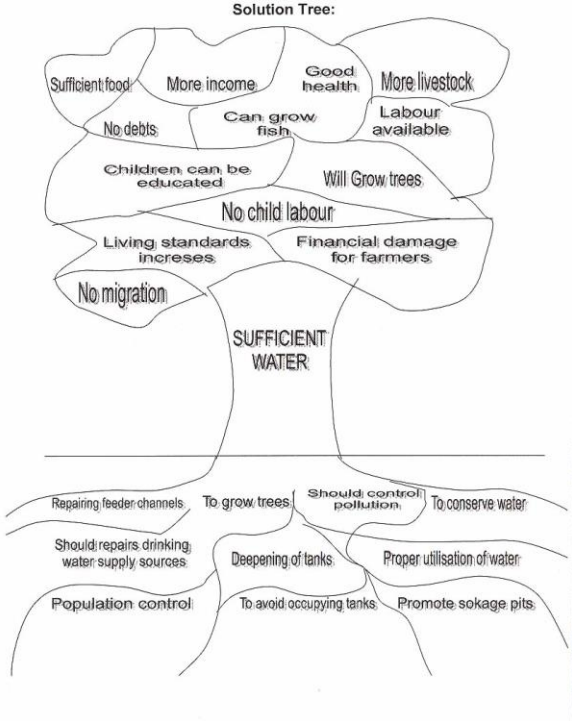 Solution Tree:
Sufficient food
More income
Good
health
More livestock
No debts
Can grow
fish
Labour
available
Children can be
educated
Will Grow trees
No child labour
Living standards
increses
Financial damage
for farmers
No migration
SUFFICIENT
WATER
Repairing feeder channels
To grow trees
Should control
pollution
To conserve water
Should repairs drinking
water supply sources
Deepening of tanks
Proper utilisation of water
Population control
To avoid occupying tanks
Promote sokage pits